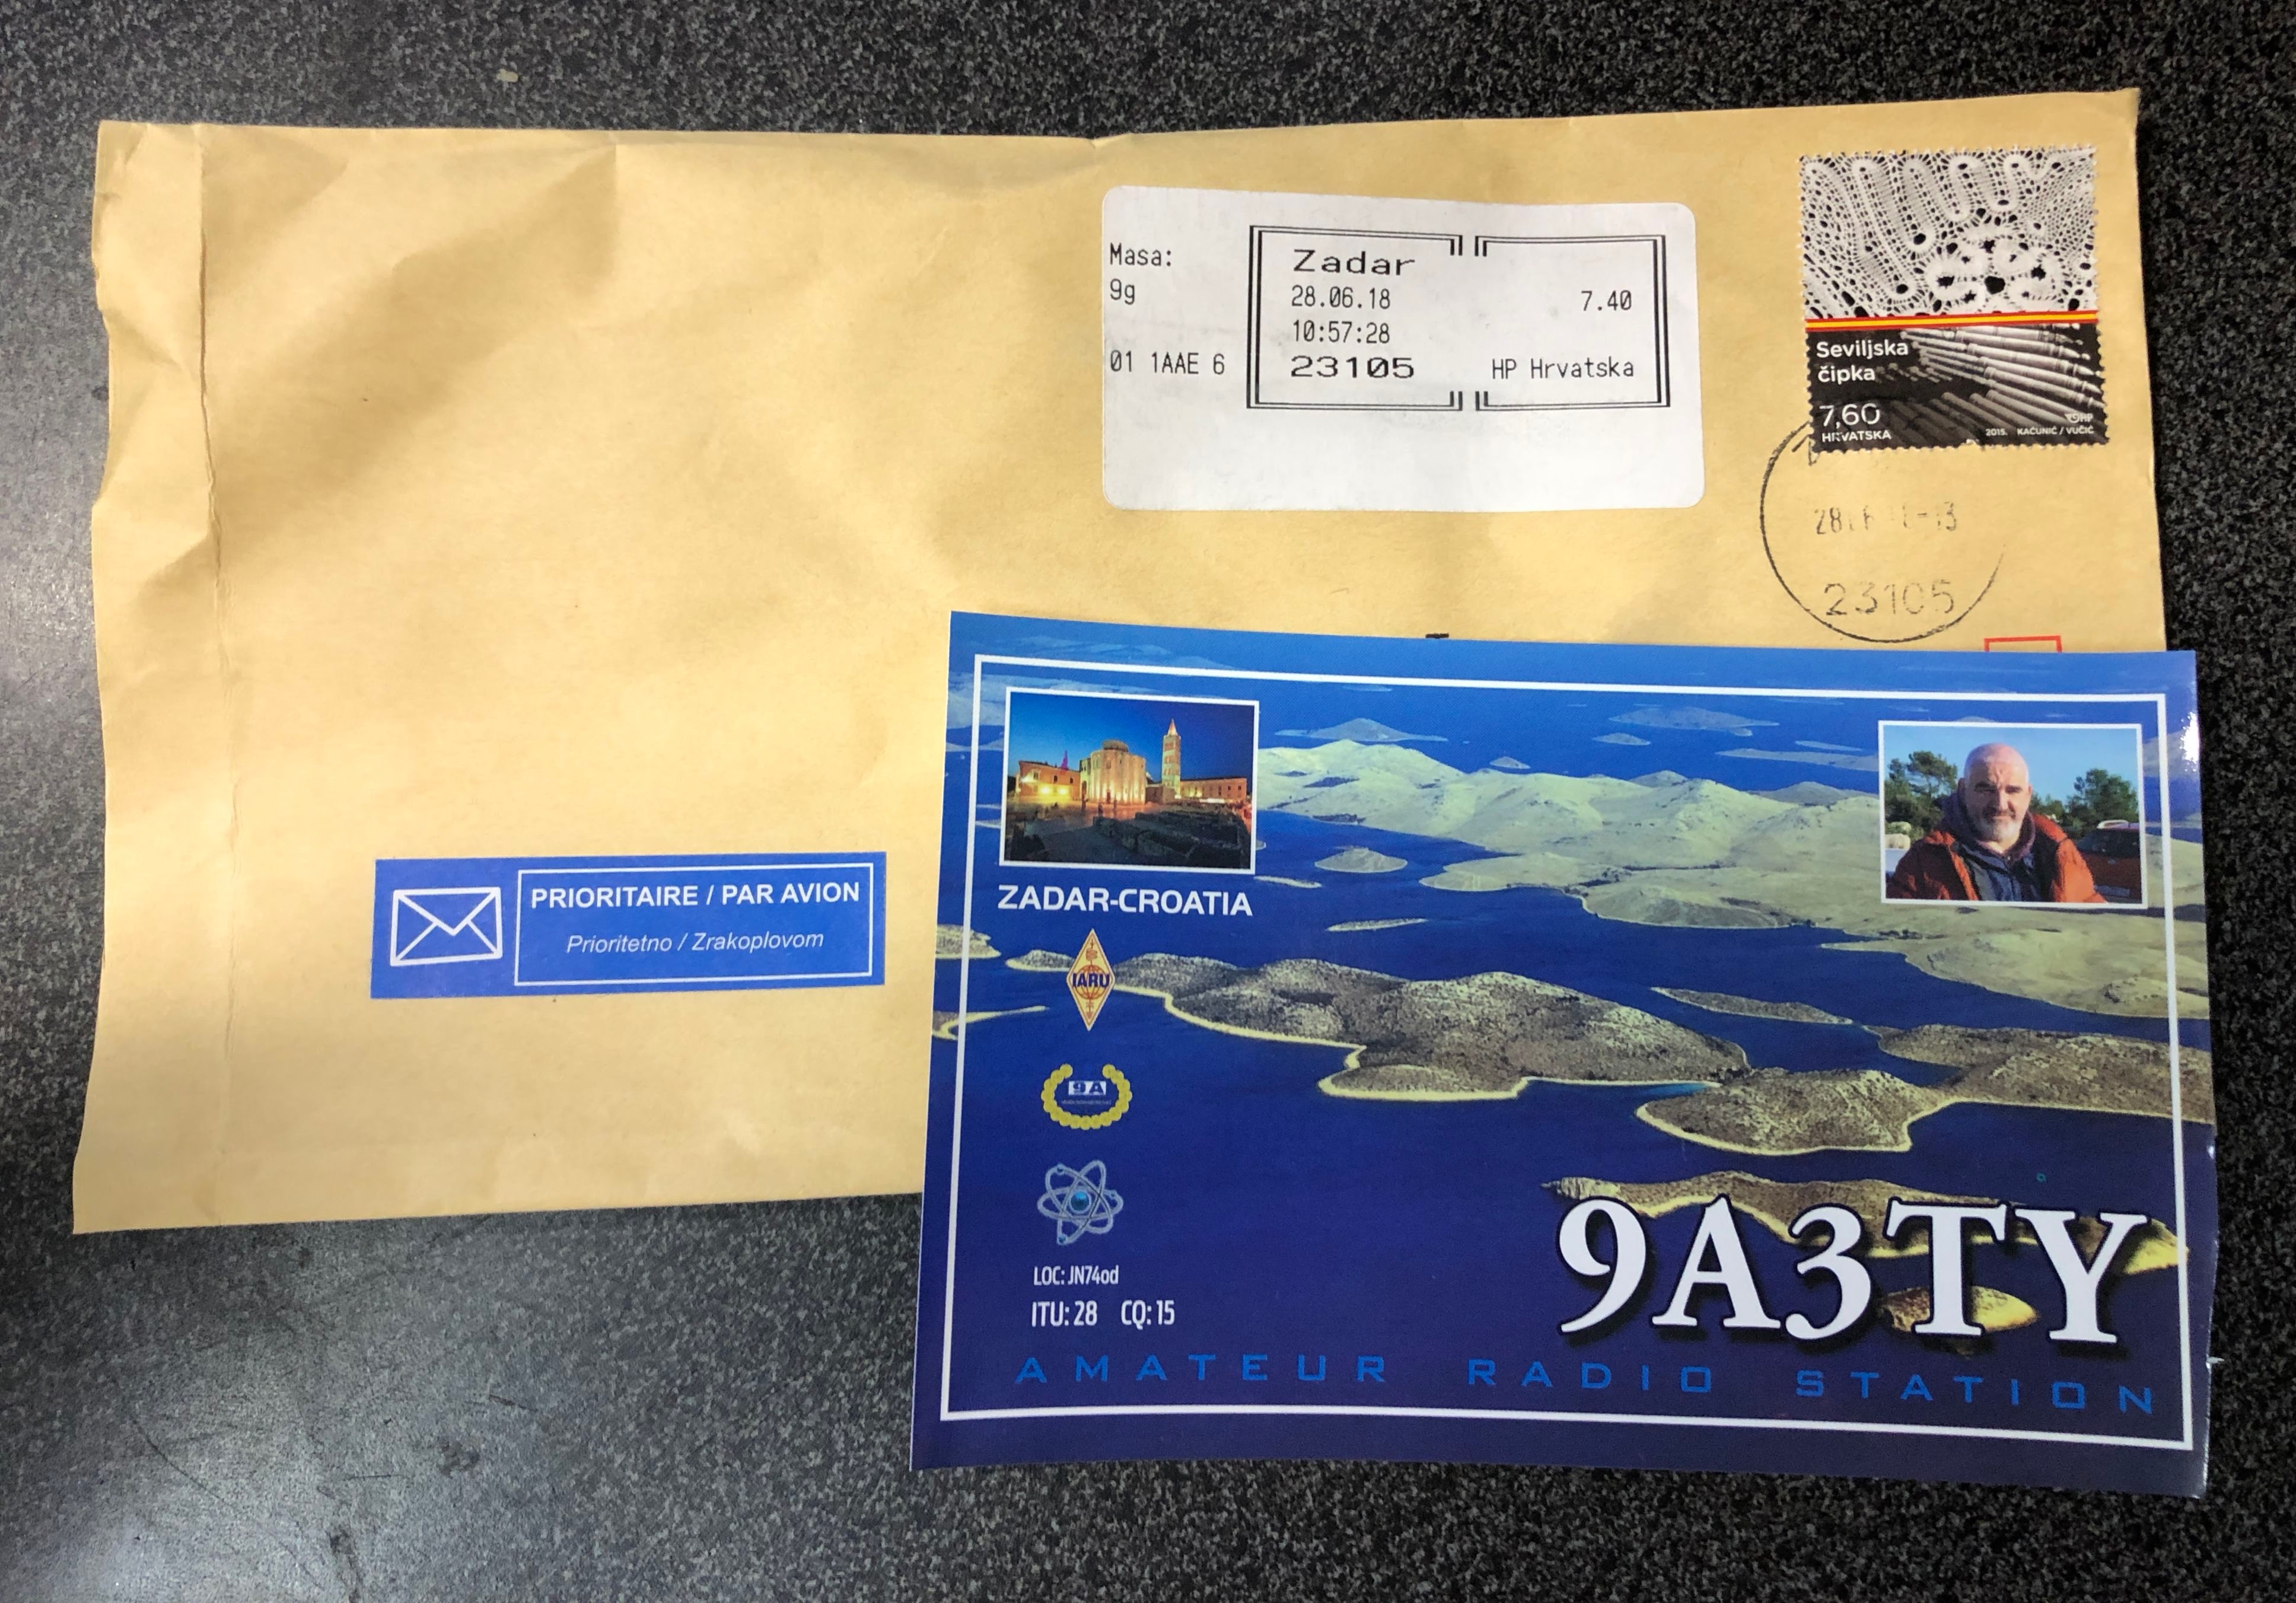 Masa:
9g
01 1AAE 6
Zadar
28.06.18 7.40
10:57:28
23105 HP Hrvatska
Seviljska
čipka
7,60
HRVATSKA
HP
2015. KAĆUNIĆ / VUČIĆ
23105
PRIORITAIRE / PAR AVION
Prioritetno / Zrakoplovom
ZADAR-CROATIA
IARU
9A
LOC: JN74od
ITU: 28 CQ: 15
9A3TY
AMATEUR RADIO STATION